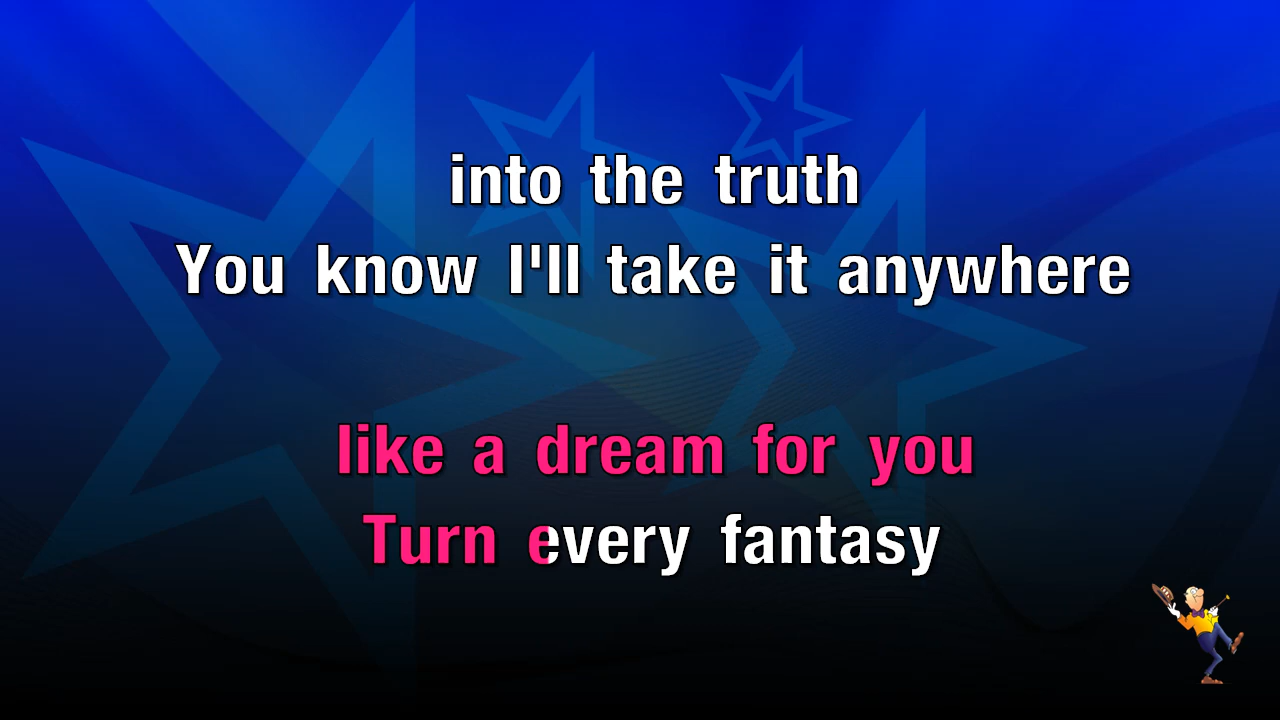 into the truth
You know I'll take it anywhere
like a dream for you
Turn every fantasy